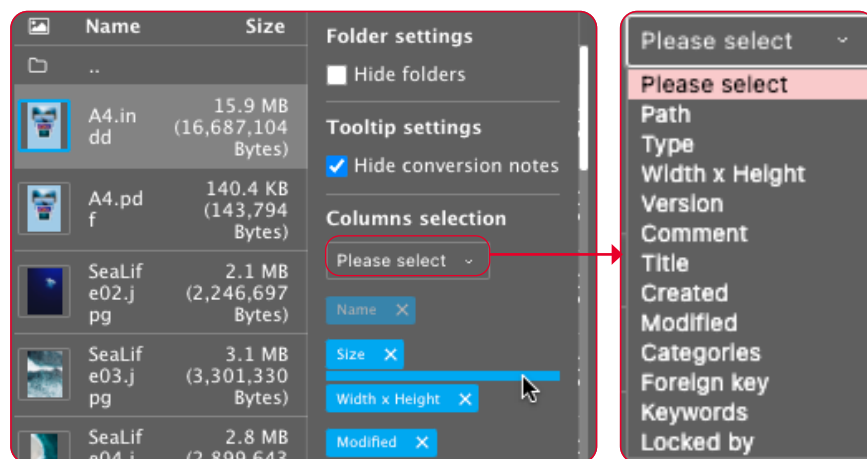 Name Size
..
A4.in
dd
15.9 MB
(16,687,104
Bytes)
A4.pd
f
140.4 KB
(143,794
Bytes)
SeaLif
e02.j
pg
2.1 MB
(2,246,697
Bytes)
SeaLif
e03.j
pg
3.1 MB
(3,301,330
Bytes)
SeaLif
e04.j
2.8 MB
(2,899,643
Folder settings
Hide folders
Tooltip settings
Hide conversion notes
Columns selection
Please select
Name
Size
Width x Height
Modified
Please select
Please select
Path
Type
Width x Height
Version
Comment
Title
Created
Modified
Categories
Foreign key
Keywords
Locked by